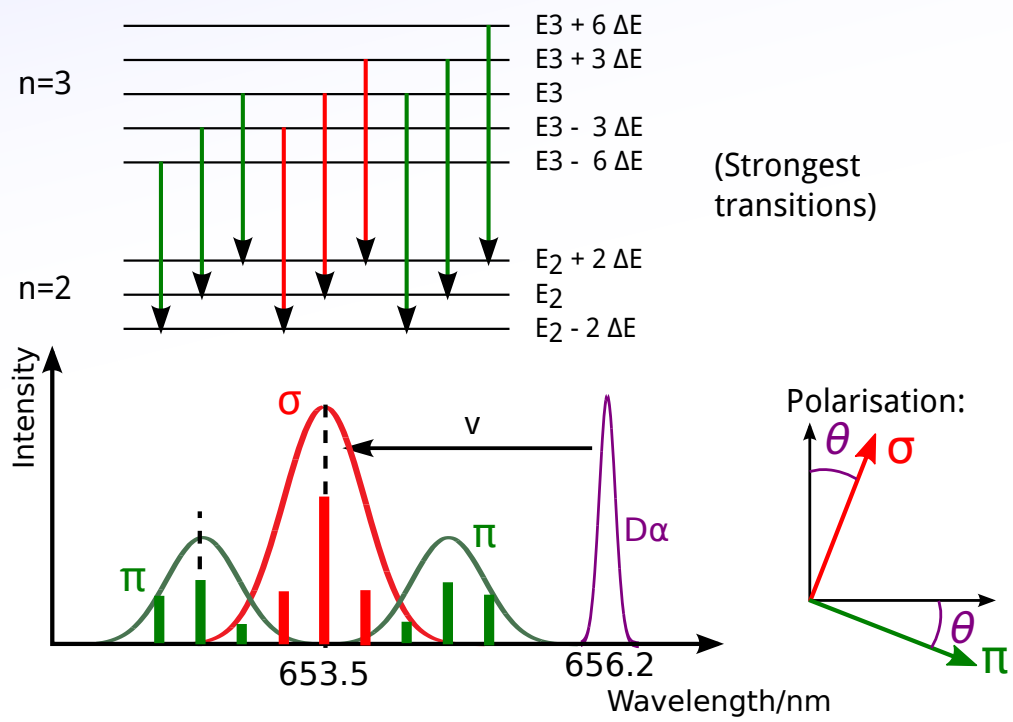 E3 + 6 ΔE
E3 + 3 ΔE
n=3
E3
E3 - 3 ΔE
E3 - 6 ΔE
(Strongest
transitions)
E2 + 2 ΔE
n=2
E2
E2 - 2 ΔE
Intensity
σ
v
π
π
Dα
653.5
656.2
Wavelength/nm
Polarisation:
θ
σ
θ
π